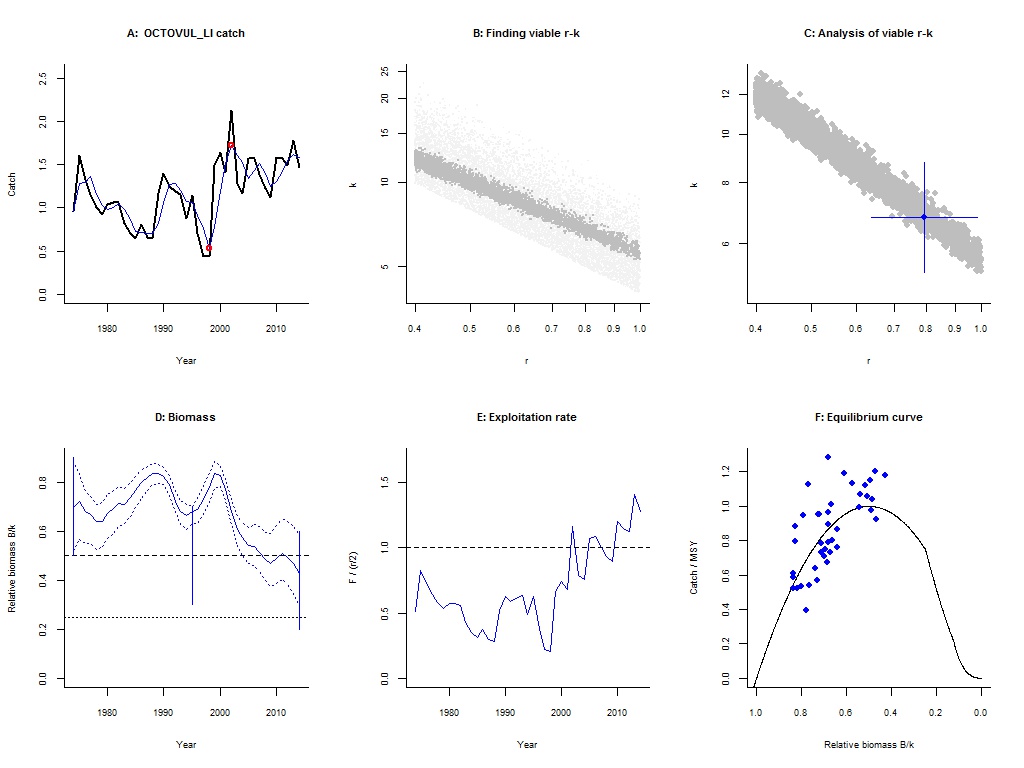 A: OCTOVUL_LI catch
Catch
0.0 0.5 1.0 1.5 2.0 2.5
1980 1990 2000 2010
Year
B: Finding viable r-k
k
5 10 15 20 25
0.4 0.5 0.6 0.7 0.8 0.9 1.0
r
C: Analysis of viable r-k
k
6 8 10 12
0.4 0.5 0.6 0.7 0.8 0.9 1.0
r
D: Biomass
Relative biomass B/k
0.0 0.2 0.4 0.6 0.8
1980 1990 2000 2010
Year
E: Exploitation rate
F / (r/2)
0.0 0.5 1.0 1.5
1980 1990 2000 2010
Year
F: Equilibrium curve
Catch / MSY
0.0 0.2 0.4 0.6 0.8 1.0 1.2
1.0 0.8 0.6 0.4 0.2 0.0
Relative biomass B/k